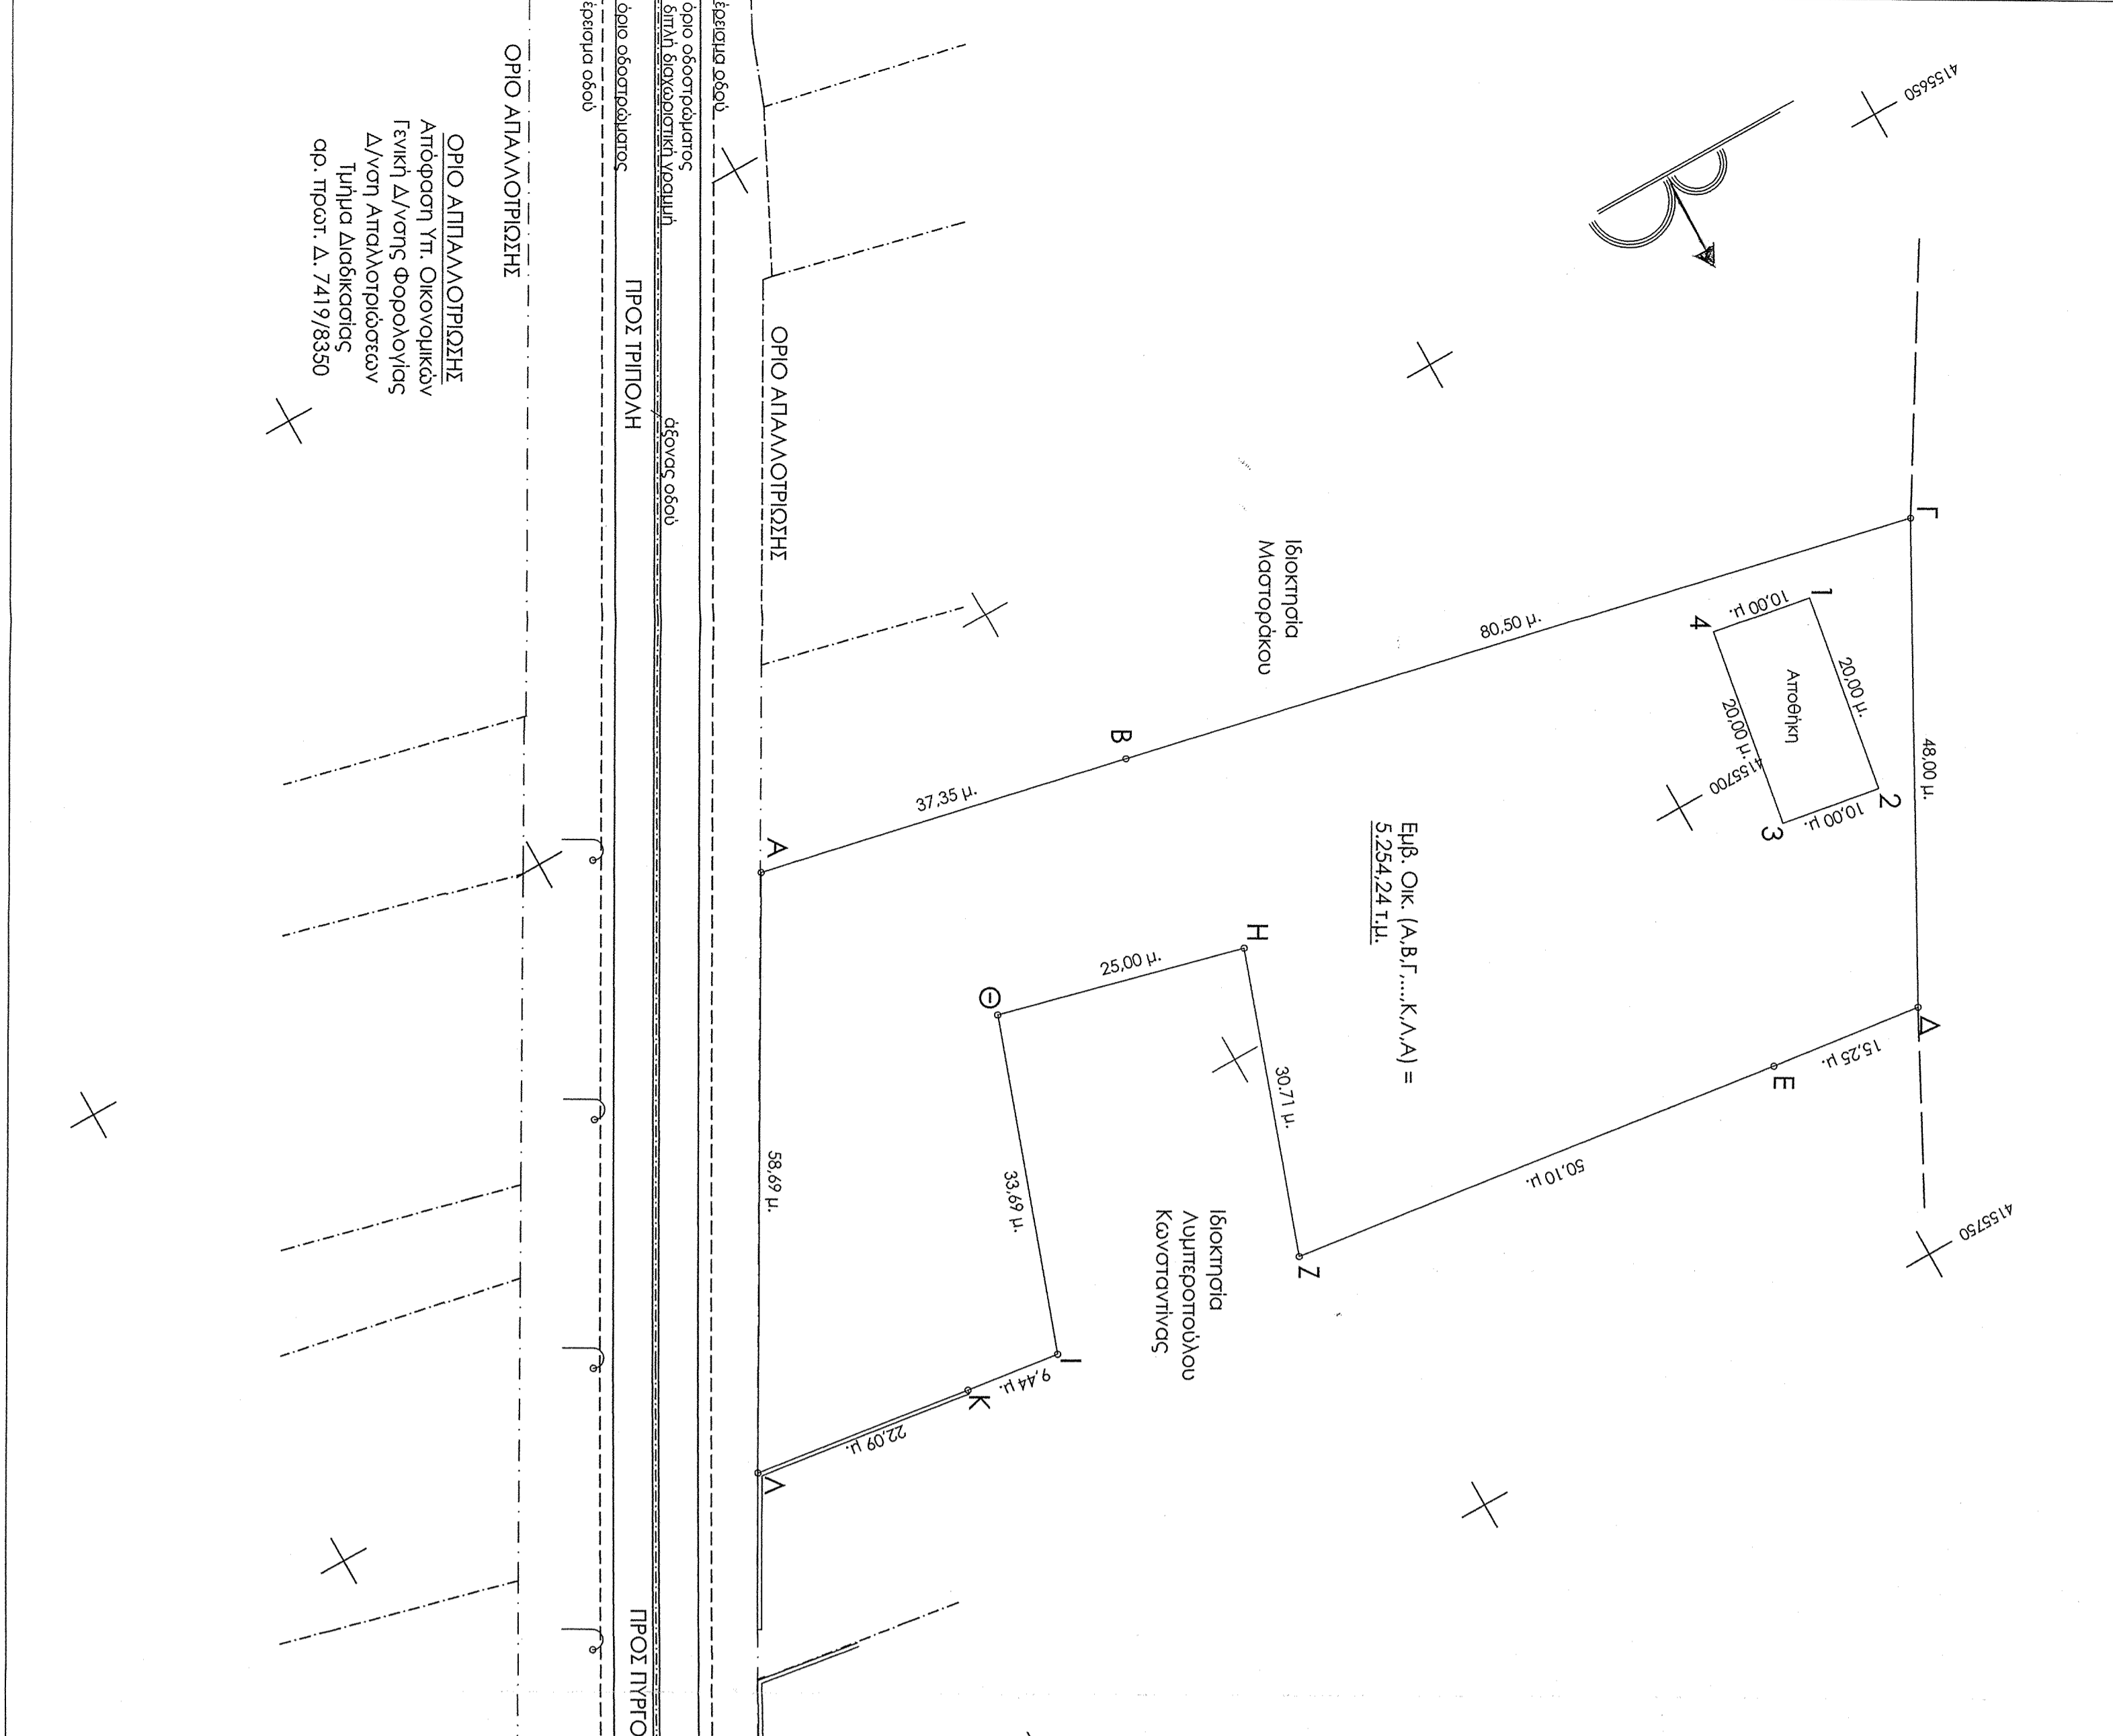 4155650
ΟΡΙΟ ΑΠΑΛΛΟΤΡΙΩΣΗΣ
έρεισμα οδού
όριο οδοστρώματος
διπλή διαχωριστική γραμμή
όριο οδοστρώματος
έρεισμα οδού
ΟΡΙΟ ΑΠΑΛΛΟΤΡΙΩΣΗΣ
Απόφαση Υπ. Οικονομικών
Γενική Δ/νσης Φορολογίας
Δ/νση Απαλλοτριώσεων
Τμήμα Διαδικασίας
αρ. πρωτ. Δ. 7419/8350
ΠΡΟΣ ΤΡΙΠΟΛΗ
άξονας οδού
ΟΡΙΟ ΑΠΑΛΛΟΤΡΙΩΣΗΣ
Ιδιοκτησία
Μαστοράκου
Γ
80,50 μ.
48,00 μ.
1
10,00 μ.
4
20,00 μ.
Αποθήκη
20,00 μ.
2
10,00 μ.
3
4155700
Β
37,35 μ.
Α
Εμβ. Οικ. (Α,Β,Γ,...,Κ,Λ,Α) =
5.254,24 τ.μ.
Δ
15,25 μ.
Ε
50,10 μ.
Ζ
30.71 μ.
Η
25,00 μ.
Θ
33,69 μ.
Ι
9,44 μ.
Κ
22,09 μ.
Λ
58,69 μ.
Ιδιοκτησία
Λυμπεροπούλου
Κωνσταντίνας
4155750
ΠΡΟΣ ΠΥΡΓΟ